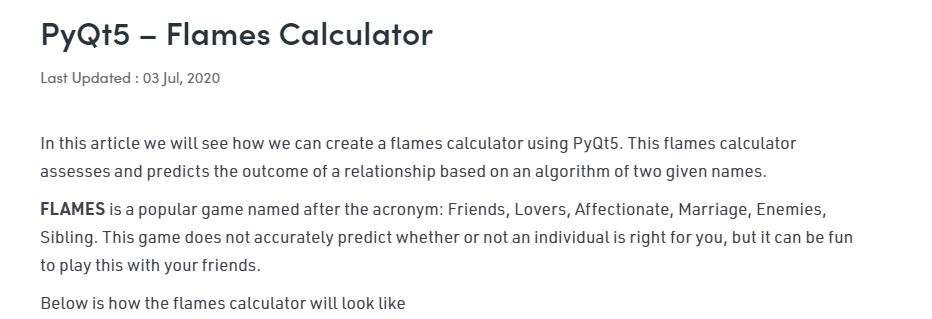 PyQt5 – Flames Calculator
Last Updated : 03 Jul, 2020
In this article we will see how we can create a flames calculator using PyQt5. This flames calculator
assesses and predicts the outcome of a relationship based on an algorithm of two given names.
FLAMES is a popular game named after the acronym: Friends, Lovers, Affectionate, Marriage, Enemies,
Sibling. This game does not accurately predict whether or not an individual is right for you, but it can be fun
to play this with your friends.
Below is how the flames calculator will look like